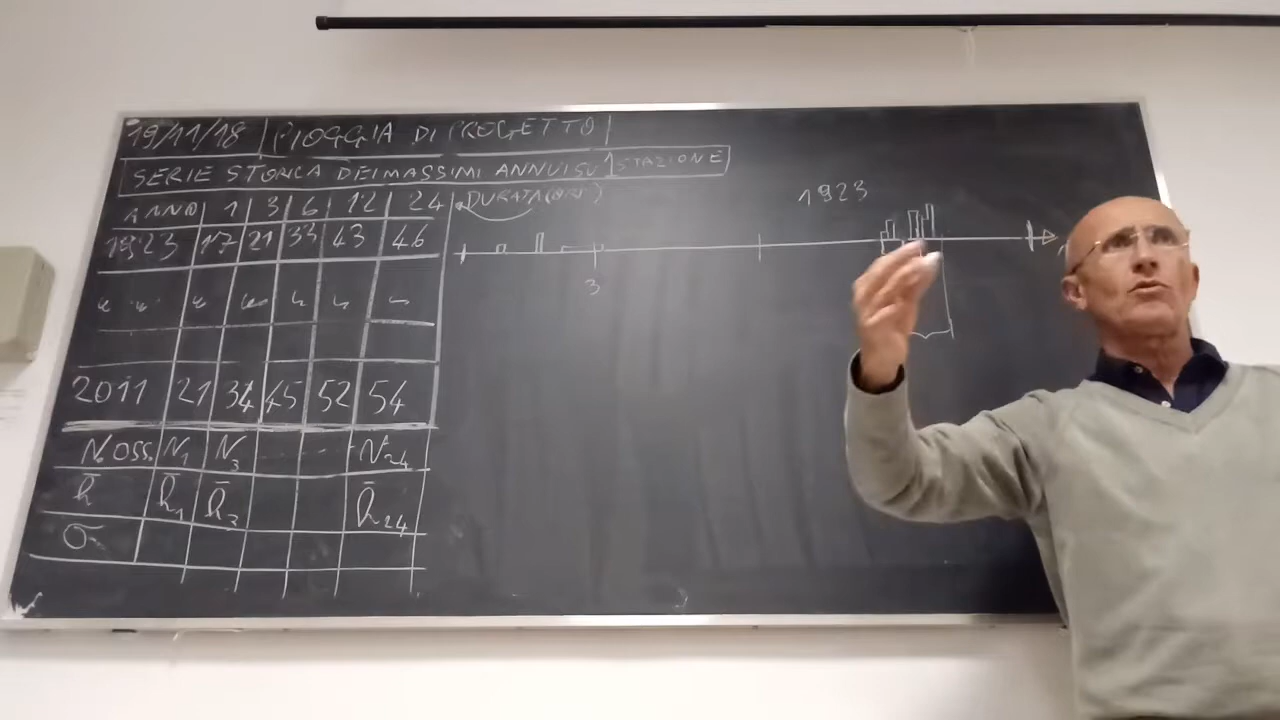 19/11/18 PIOGGIA DI PROGETTO
SERIE STORICA DEI MASSIMI ANNUI SU 1 STAZIONE
ANNO 1 3 6 12 24 DURATA (ORE)
1923
1923 17 21 33 43 46
3
2011 21 34 45 52 54
N. OSS. N1 N3 N24
h̄ h̄1 h̄3 h̄24
σ